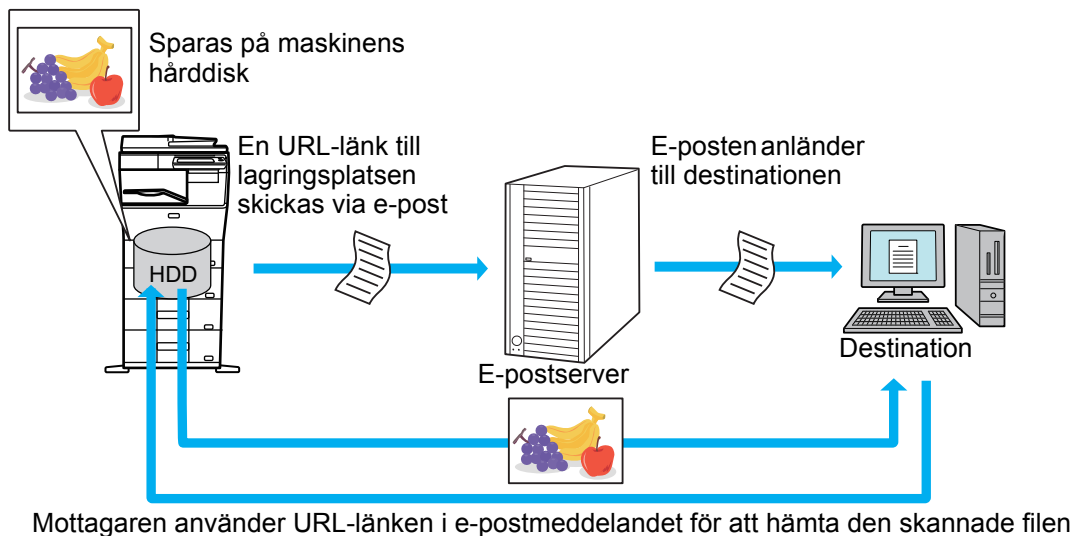 Sparas på maskinens
hårddisk
En URL-länk till
lagringsplatsen
skickas via e-post
E-posten anländer
till destinationen
HDD
E-postserver
Destination
Mottagaren använder URL-länken i e-postmeddelandet för att hämta den skannade filen